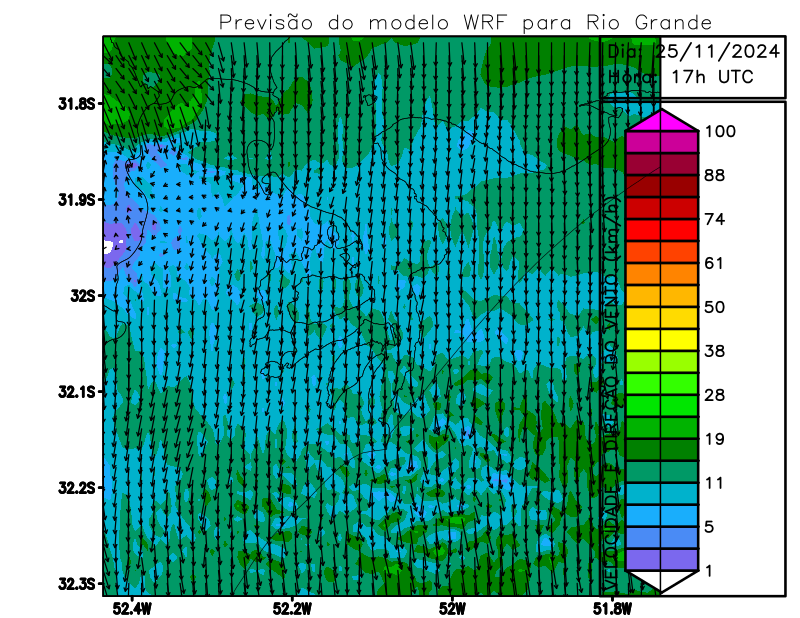 Previsão do modelo WRF para Rio Grande
Dia: 25/11/2024
Hora: 17h UTC
31.8S
31.9S
32S
32.1S
32.2S
32.3S
52.4W
52.2W
52W
51.8W
VELOCIDADE E DIREÇÃO DO VENTO (km/h)
100
88
74
61
50
38
28
19
11
5
1